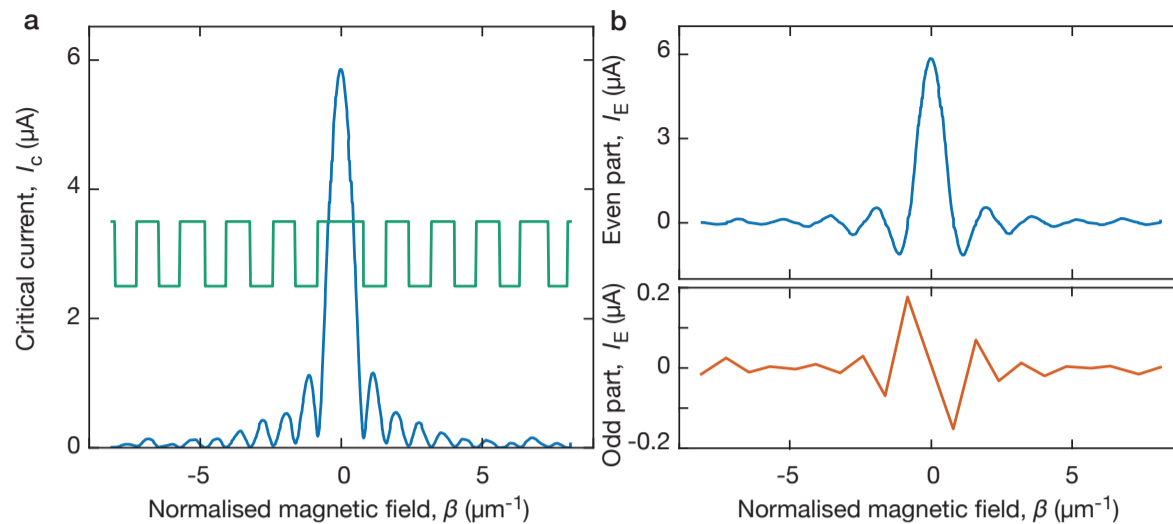 a
Critical current, I_c (µA)
6
4
2
0
-5
0
5
Normalised magnetic field, β (µm⁻¹)
b
Even part, I_E (µA)
6
3
0
Odd part, I_E (µA)
0.2
0
-0.2
-5
0
5
Normalised magnetic field, β (µm⁻¹)